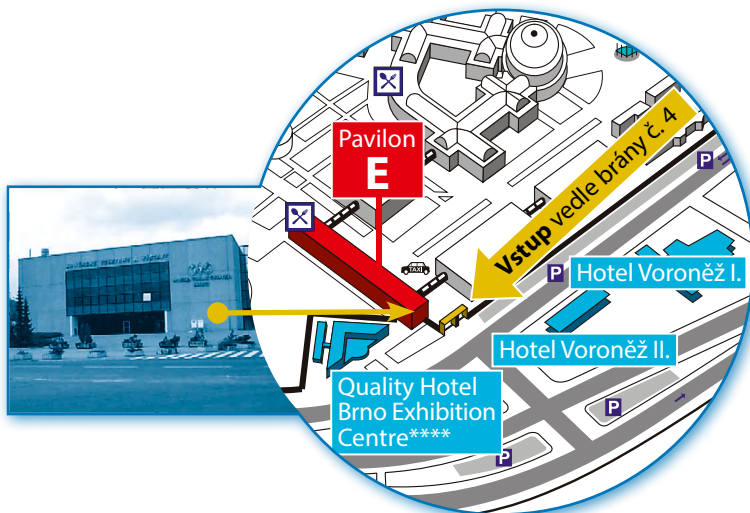 Pavilon
E
Vstup vedle brány č. 4
TAXI
P
P
Hotel Voroněž I.
Hotel Voroněž II.
Quality Hotel
Brno Exhibition
Centre****
P
P